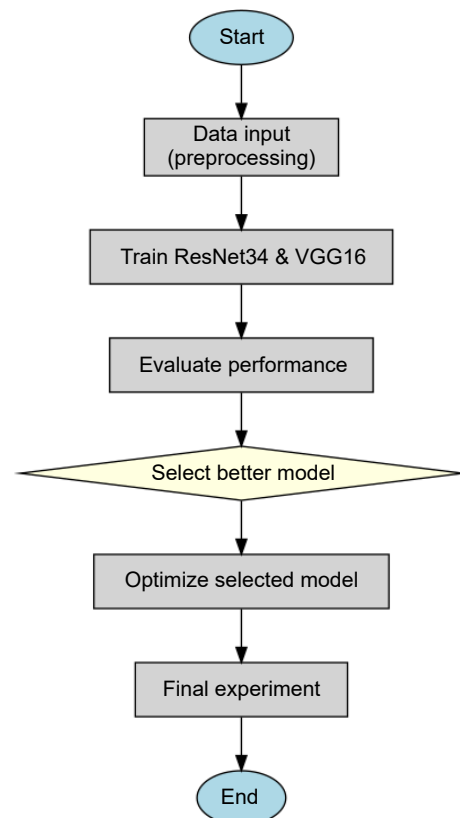 Start
Data input
(preprocessing)
Train ResNet34 & VGG16
Evaluate performance
Select better model
Optimize selected model
Final experiment
End